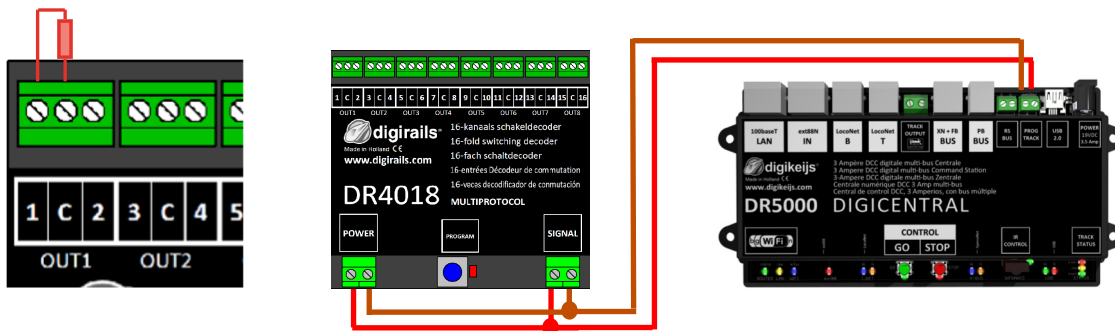 1 C 2 3 C 4 5
OUT1 OUT2
1 C 2 3 C 4 5 C 6 7 C 8 9 C 10 11 C 12 13 C 14 15 C 16
OUT1 OUT2 OUT3 OUT4 OUT5 OUT6 OUT7 OUT8
digirails®
Made in Holland CE
www.digirails.com
16-kanaals schakeldecoder
16-fold switching decoder
16-fach schaltdecoder
16-entrées Décodeur de commutation
16-voces decodificador de conmutación
DR4018
MULTIPROTOCOL
POWER
PROGRAM
SIGNAL
100baseT
LAN
ext88N
IN
LocoNet
B
LocoNet
T
TRACK
OUTPUT
XN + FB
BUS
PB
BUS
RS
BUS
PROG
TRACK
USB
2.0
POWER
3.5 Amp
digikeijs®
Made in Holland CE
www.digikeijs.com
3 Ampère DCC digitale multi-bus Centrale
3 Ampere DCC digital multi-bus Command Station
3-Ampere DCC digitale multi-bus Zentrale
Centrale numérique DCC 3 Amp multi-bus
Central de control DCC, 3 Amperios, con bus múltiple
DR5000 DIGICENTRAL
WiFi
CONTROL
GO STOP
IR
CONTROL
TRACK
STATUS